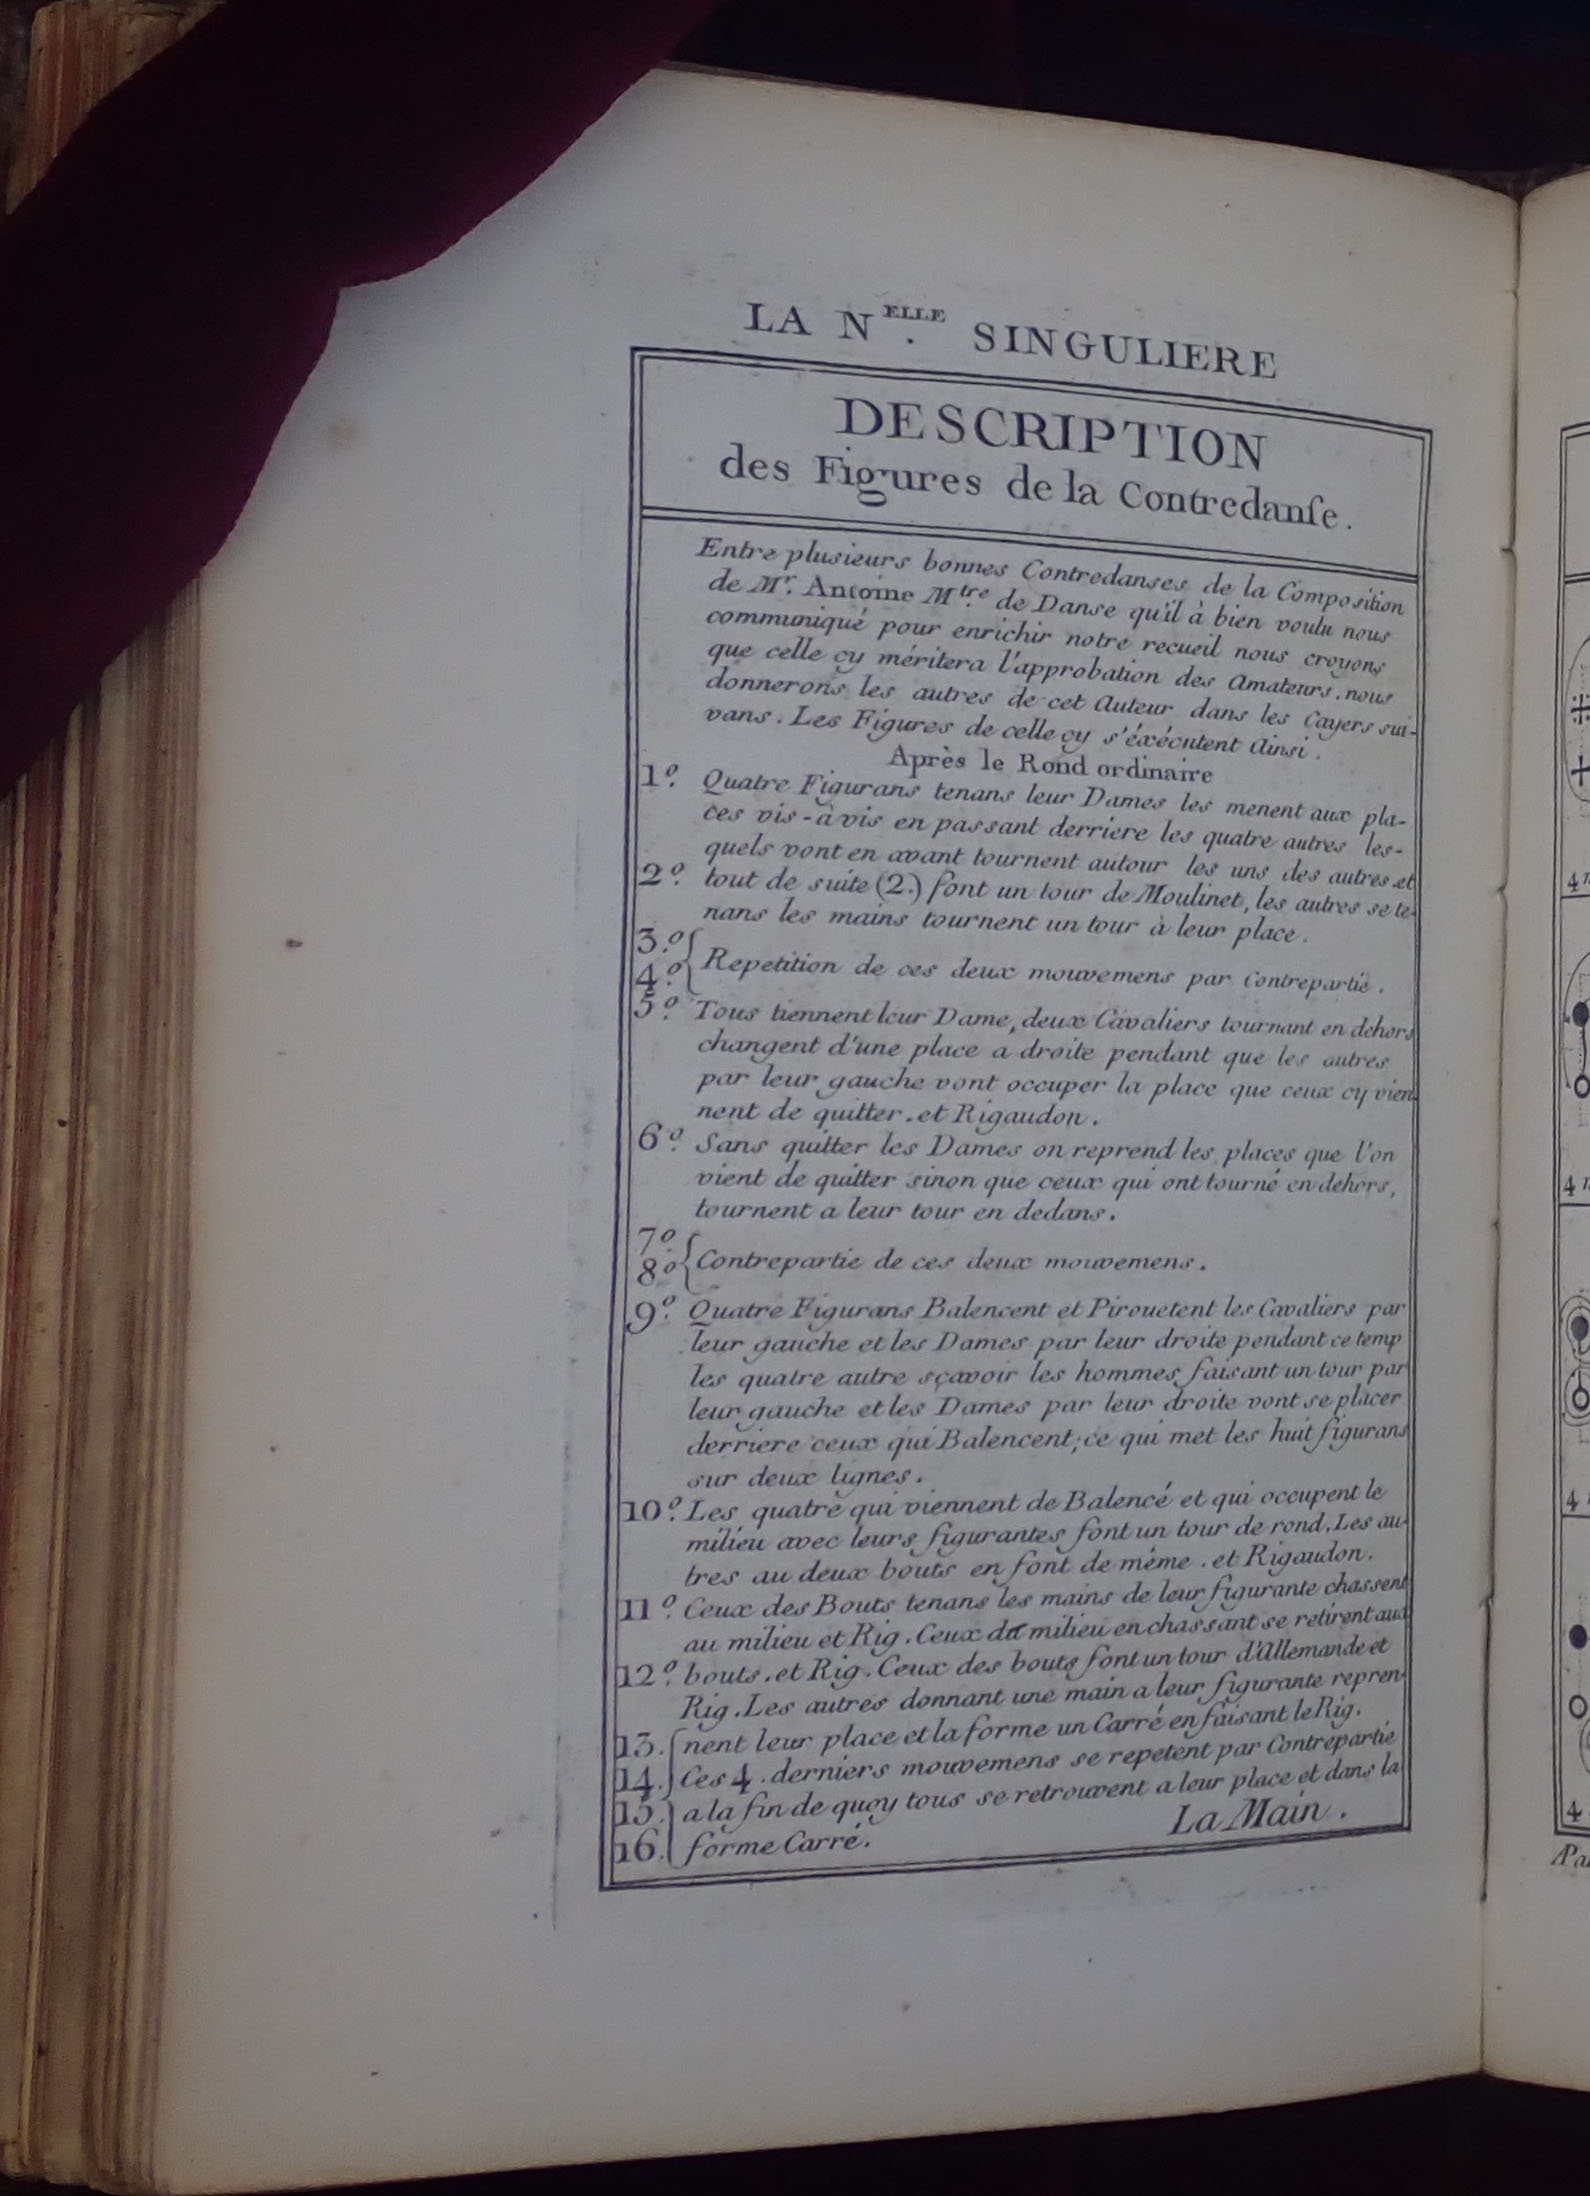 LA N.ELLE SINGULIERE
DESCRIPTION
des Figures de la Contredanse.
Entre plusieurs bonnes Contredanses de la Composition
de Mr. Antoine Mtre. de Danse qu'il à bien voulu nous
communiqué pour enrichir notre recueil nous croyons
que celle cy méritera l'approbation des Amateurs. nous
donnerons les autres de cet Auteur dans les Cayers sui-
vans. Les Figures de celle cy s'éxécutent Ainsi.
Après le Rond ordinaire
1º. Quatre Figurans tenans leur Dames les menent aux pla-
ces vis-à vis en passant derriere les quatre autres les-
quels vont en avant tournent autour les uns des autres et
2º. tout de suite (2.) font un tour de Moulinet, les autres se te-
nans les mains tournent un tour à leur place.
3.º
4.º { Repetition de ces deux mouvemens par Contrepartié.
5º. Tous tiennent leur Dame, deux Cavaliers tournant en dehors
changent d'une place a droite pendant que les autres
par leur gauche vont occuper la place que ceux cy vien-
nent de quitter. et Rigaudon.
6º. Sans quitter les Dames on reprend les places que l'on
vient de quitter sinon que ceux qui ont tourné en dehors,
tournent a leur tour en dedans.
7º.
8º { Contrepartie de ces deux mouvemens.
9º. Quatre Figurans Balencent et Pirouetent les Cavaliers par
leur gauche et les Dames par leur droite pendant ce temp
les quatre autre sçavoir les hommes faisant un tour par
leur gauche et les Dames par leur droite vont se placer
derriere ceux qui Balencent; ce qui met les huit figurans
sur deux lignes.
10º. Les quatre qui viennent de Balencé et qui occupent le
milieu avec leurs figurantes font un tour de rond. Les au-
tres au deux bouts en font de même. et Rigaudon.
11º. Ceux des Bouts tenans les mains de leur figurante chassent
au milieu et Rig. Ceux du milieu en chassant se retirent aux
12º. bouts. et Rig. Ceux des bouts font un tour d'Allemande et
Rig. Les autres donnant une main a leur figurante repren-
13. { nent leur place et la forme un Carré en faisant le Rig.
14. Ces 4. derniers mouvemens se repetent par Contrepartie
15. a la fin de quoy tous se retrouvent a leur place et dans la
16. forme Carré.
La Main.
4
4
4
4